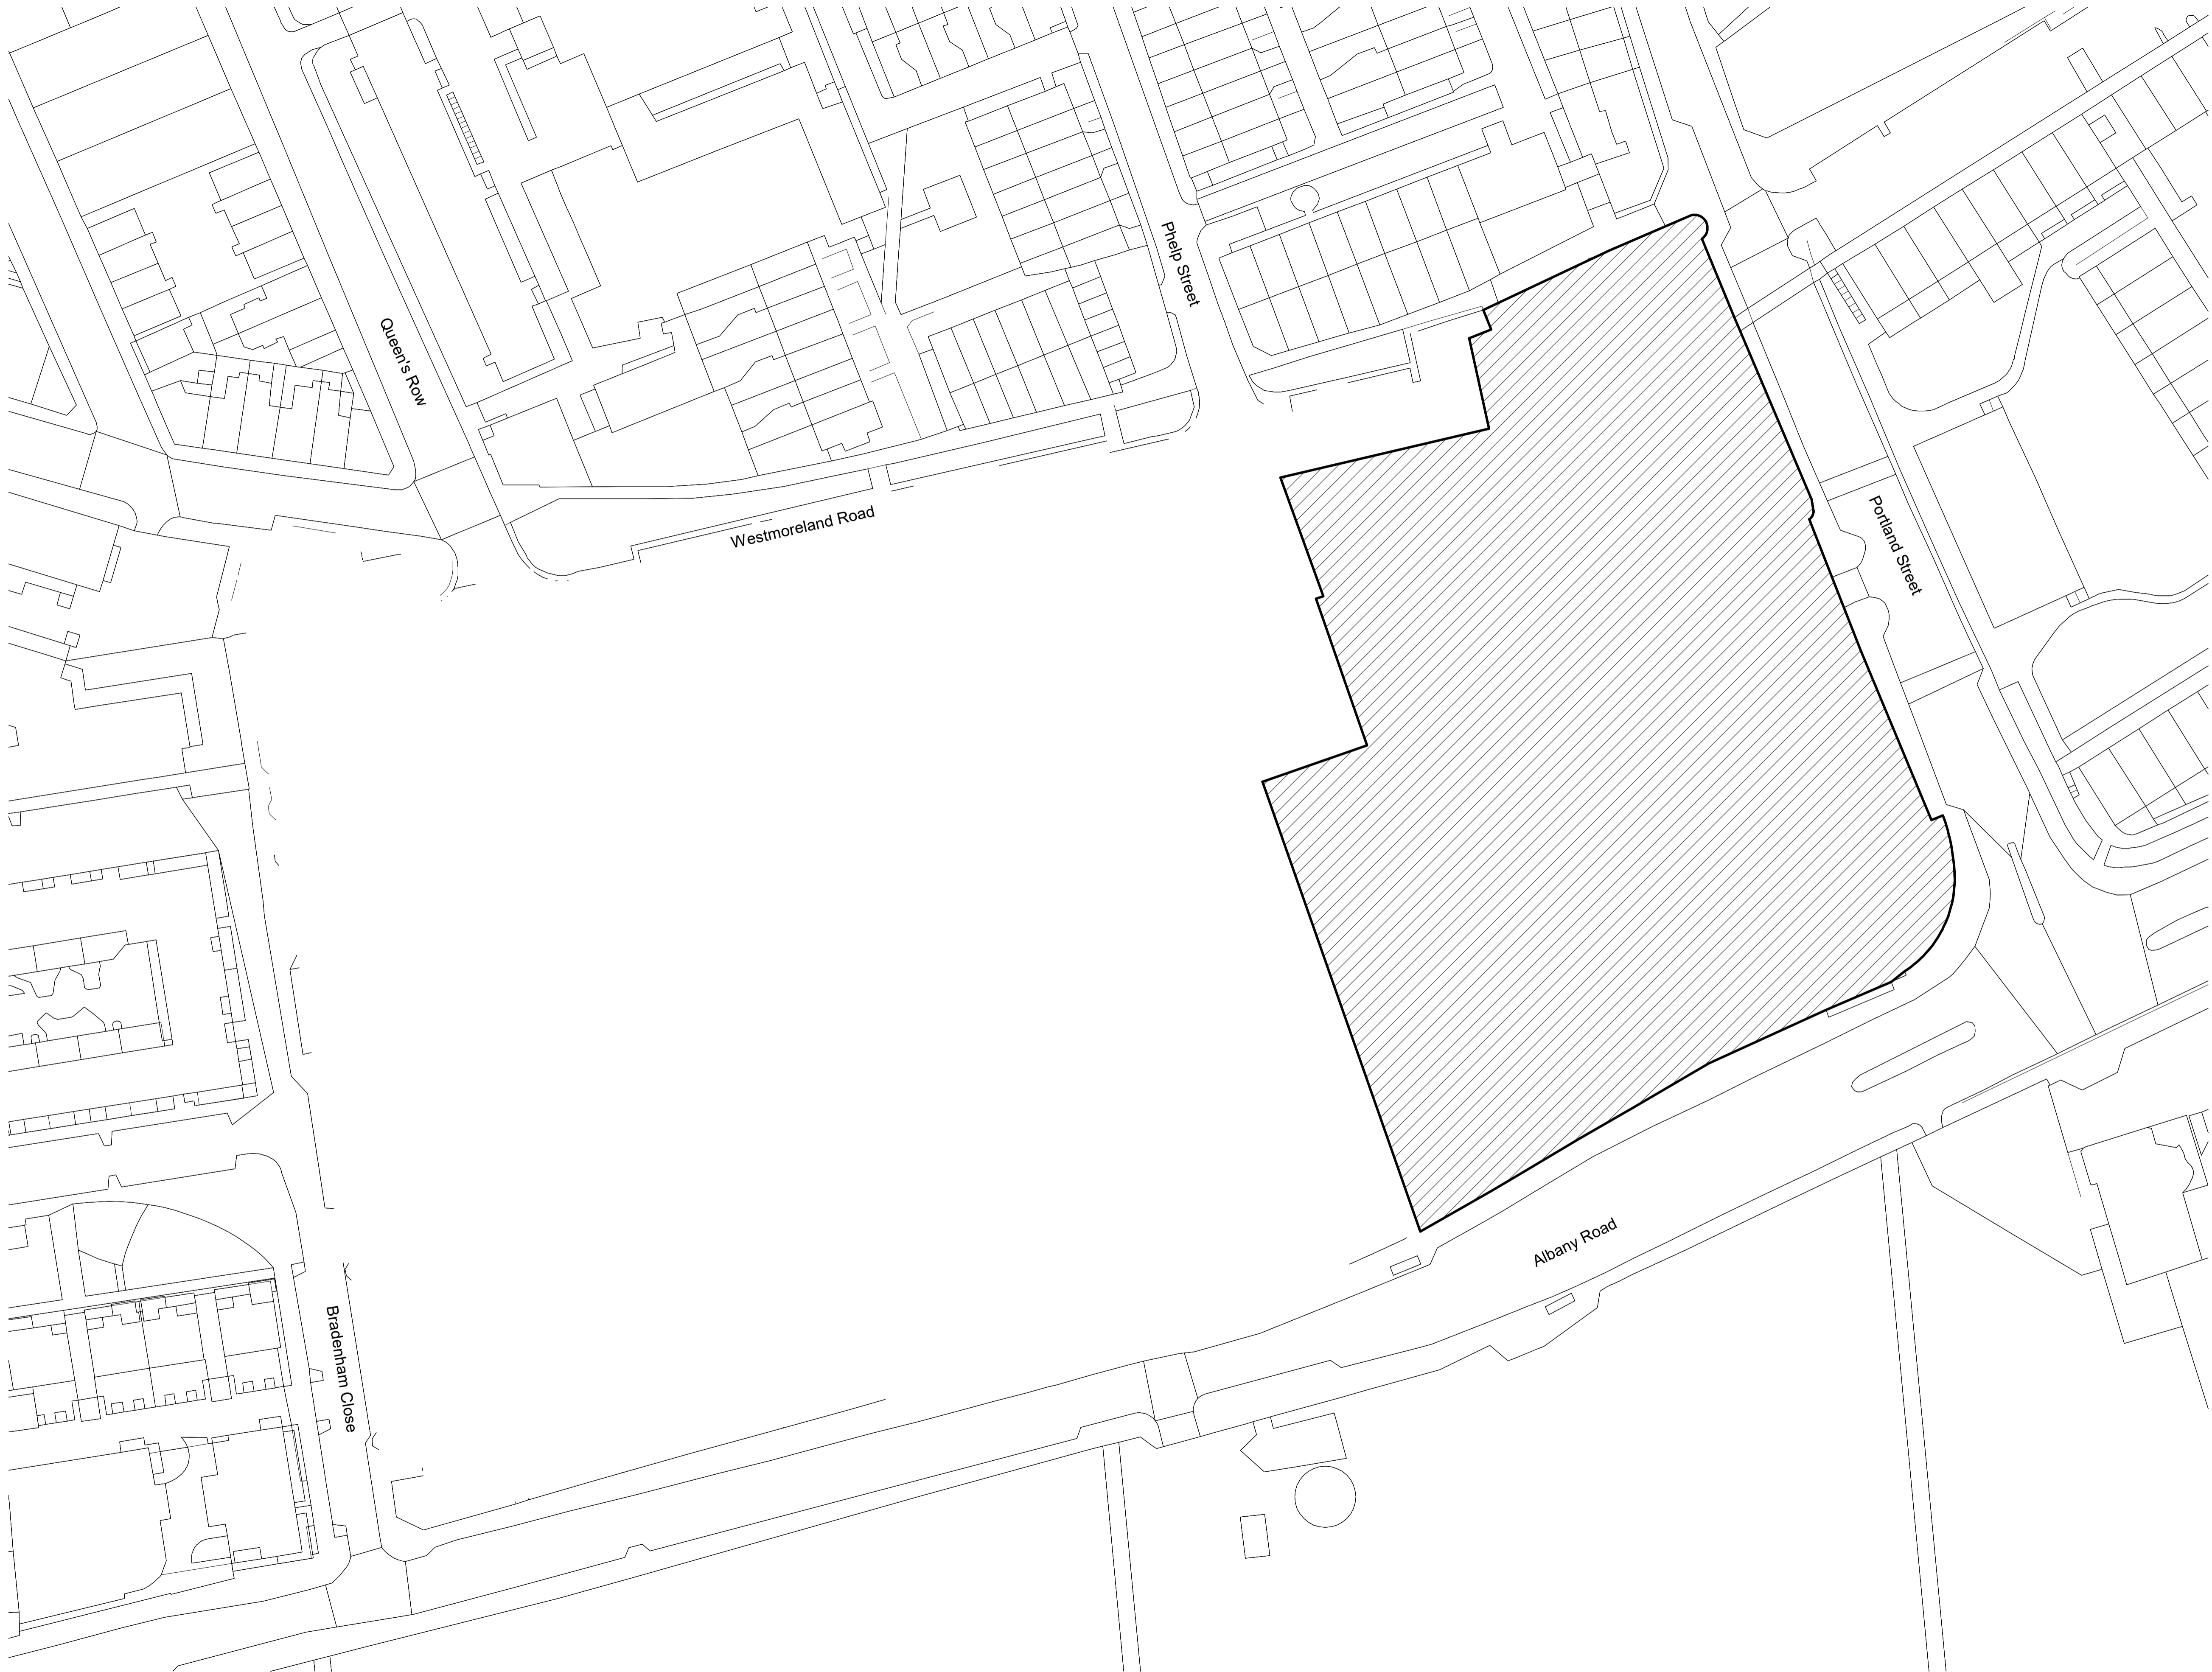 Phelp Street
Queen's Row
Westmoreland Road
Portland Street
Albany Road
Bradenham Close